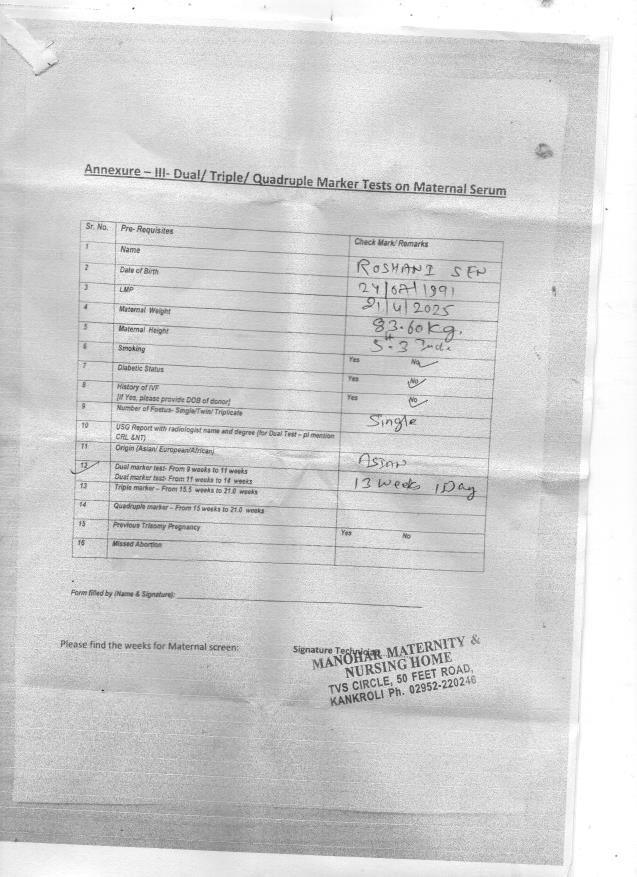 Annexure – III- Dual/ Triple/ Quadruple Marker Tests on Maternal Serum
Sr. No. Pre- Requisites Check Mark/ Remarks
1 Name ROSHANI SEN
2 Date of Birth 24/07/1991
3 LMP 21/4/2025
4 Maternal Weight 83.60 Kg.
5 Maternal Height 5.3
6 Smoking Yes No
7 Diabetic Status Yes No
8 History of IVF Yes No
[If Yes, please provide DOB of donor]
9 Number of Foetus- Single/Twin/ Triplicate Single
10 USG Report with radiologist name and degree (for Dual Test – pl mention
CRL &NT)
11 Origin (Asian/ European/African) ASIAN
12 Dual marker test- From 9 weeks to 11 weeks 13 weeks 1 Day
Dual marker test- From 11 weeks to 14 weeks
13 Triple marker – From 15.5 weeks to 21.0 weeks
14 Quadruple marker – From 15 weeks to 21.0 weeks
15 Previous Trisomy Pregnancy Yes No
16 Missed Abortion
Form filled by (Name & Signature):
Please find the weeks for Maternal screen: Signature Technician
MANOHAR MATERNITY &
NURSING HOME
TVS CIRCLE, 50 FEET ROAD,
KANKROLI Ph. 02952-220246